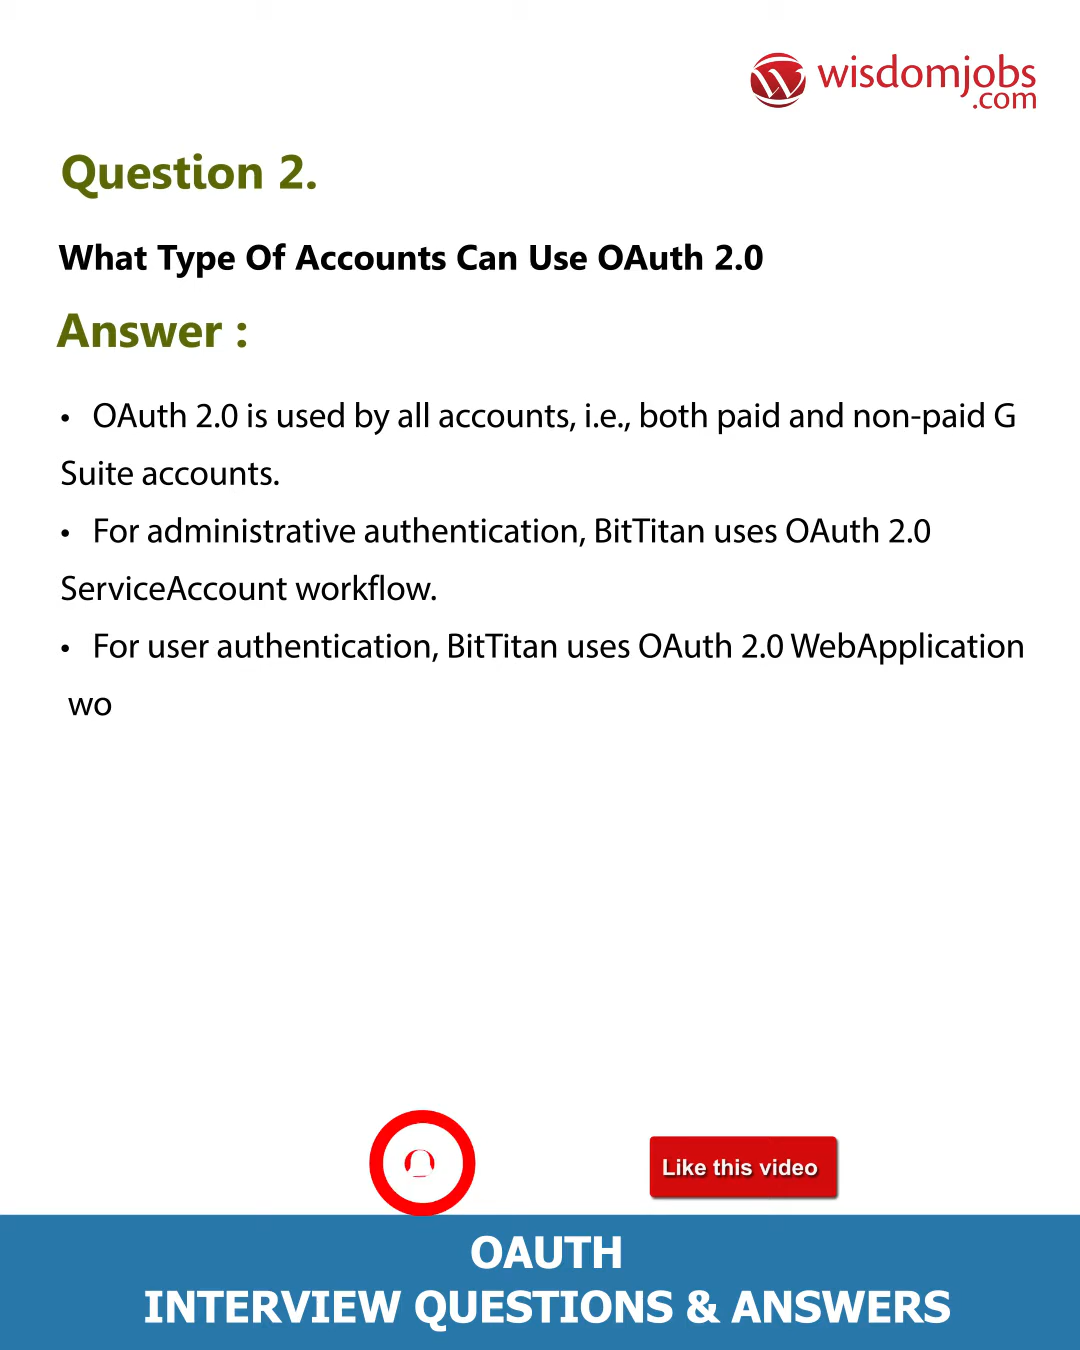 wisdomjobs
.com
Question 2.
What Type Of Accounts Can Use OAuth 2.0
Answer :
• OAuth 2.0 is used by all accounts, i.e., both paid and non-paid G
Suite accounts.
• For administrative authentication, BitTitan uses OAuth 2.0
ServiceAccount workflow.
• For user authentication, BitTitan uses OAuth 2.0 WebApplication
wo
Like this video
OAUTH
INTERVIEW QUESTIONS & ANSWERS